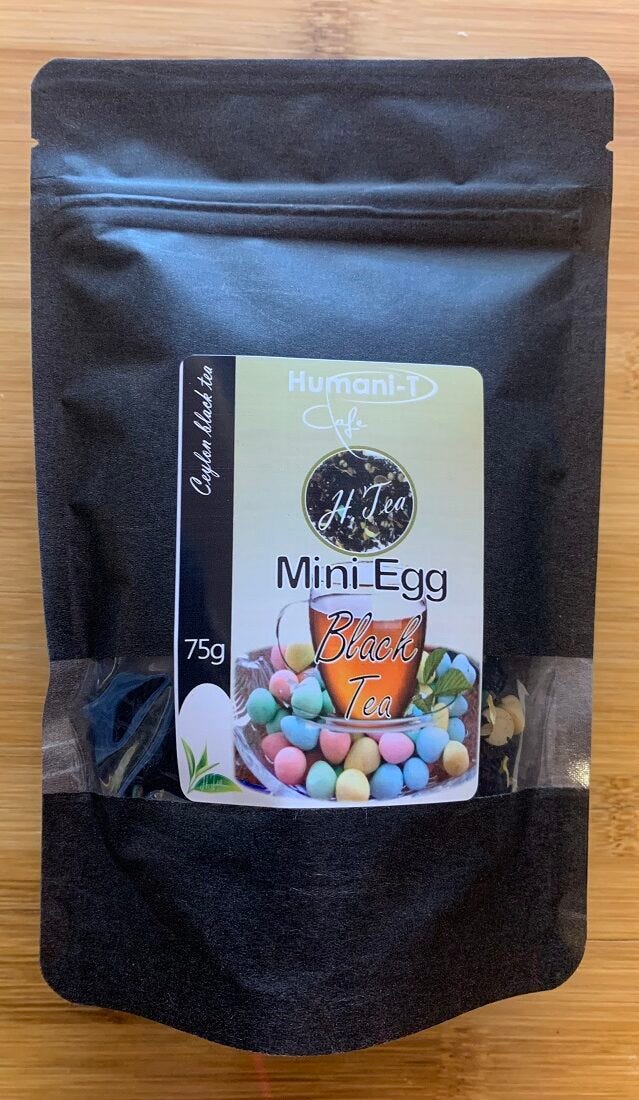 Humani-T
Cafe
H, Tea
Mini Egg
Black
Tea
Ceylon black tea
75g